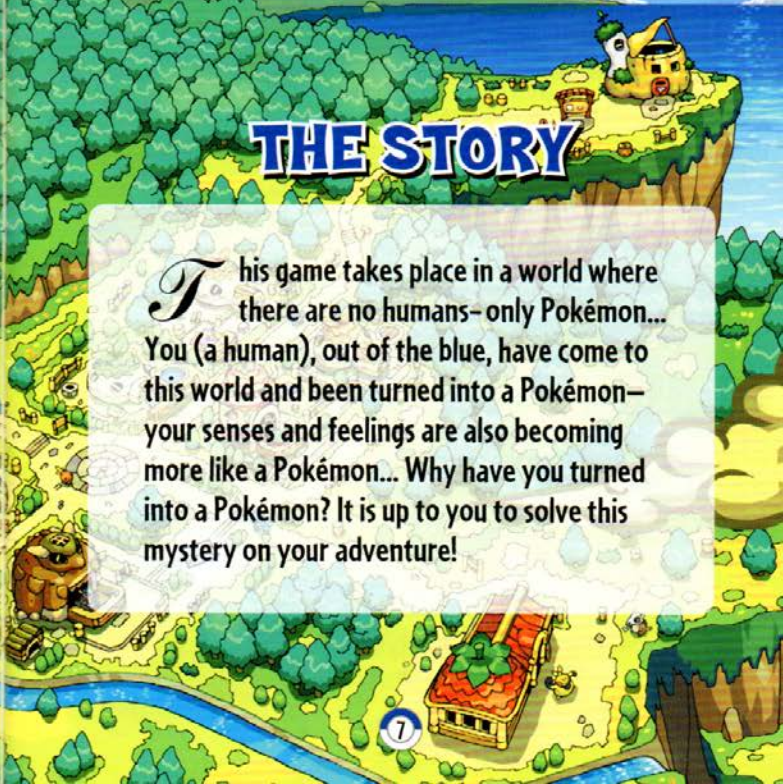 THE STORY
This game takes place in a world where
there are no humans–only Pokémon...
You (a human), out of the blue, have come to
this world and been turned into a Pokémon—
your senses and feelings are also becoming
more like a Pokémon... Why have you turned
into a Pokémon? It is up to you to solve this
mystery on your adventure!
7